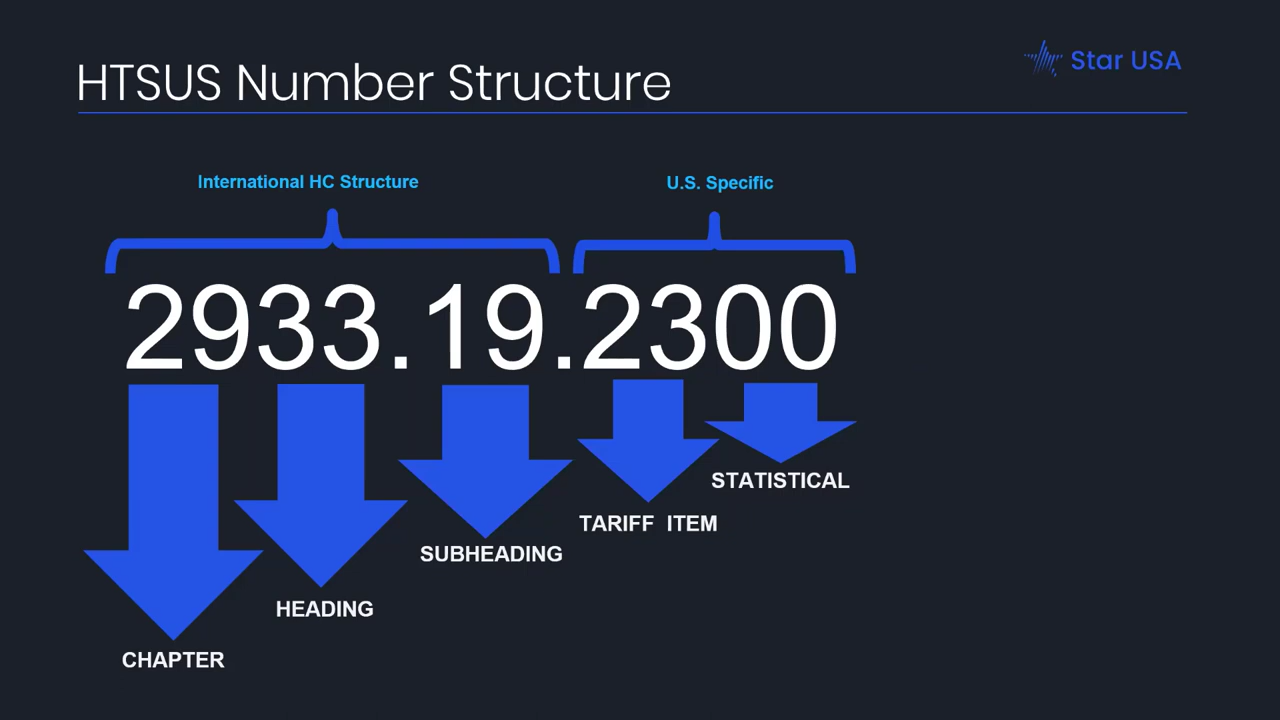 HTSUS Number Structure
Star USA
International HC Structure
U.S. Specific
2933.19.2300
STATISTICAL
TARIFF ITEM
SUBHEADING
HEADING
CHAPTER